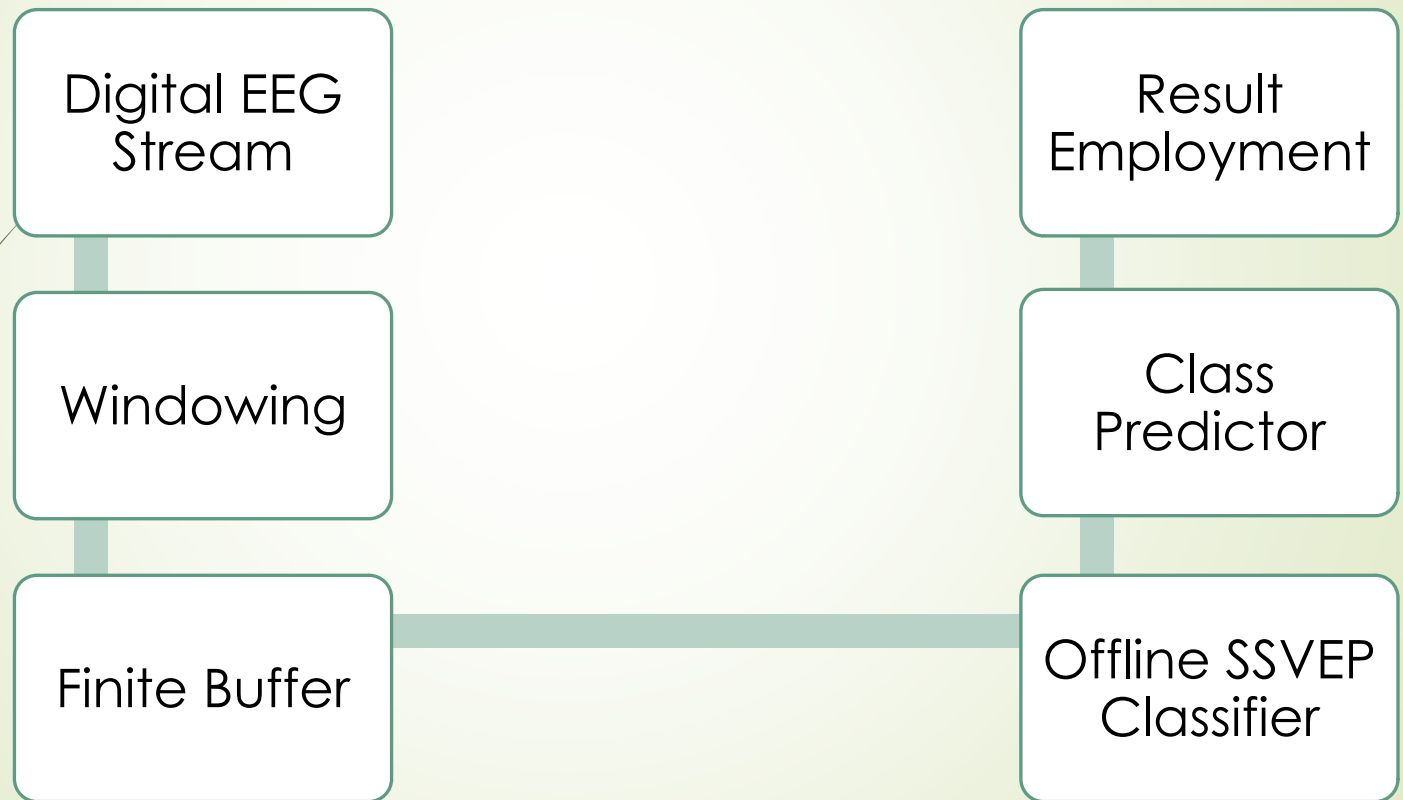 Digital EEG
Stream
Windowing
Finite Buffer
Offline SSVEP
Classifier
Class
Predictor
Result
Employment